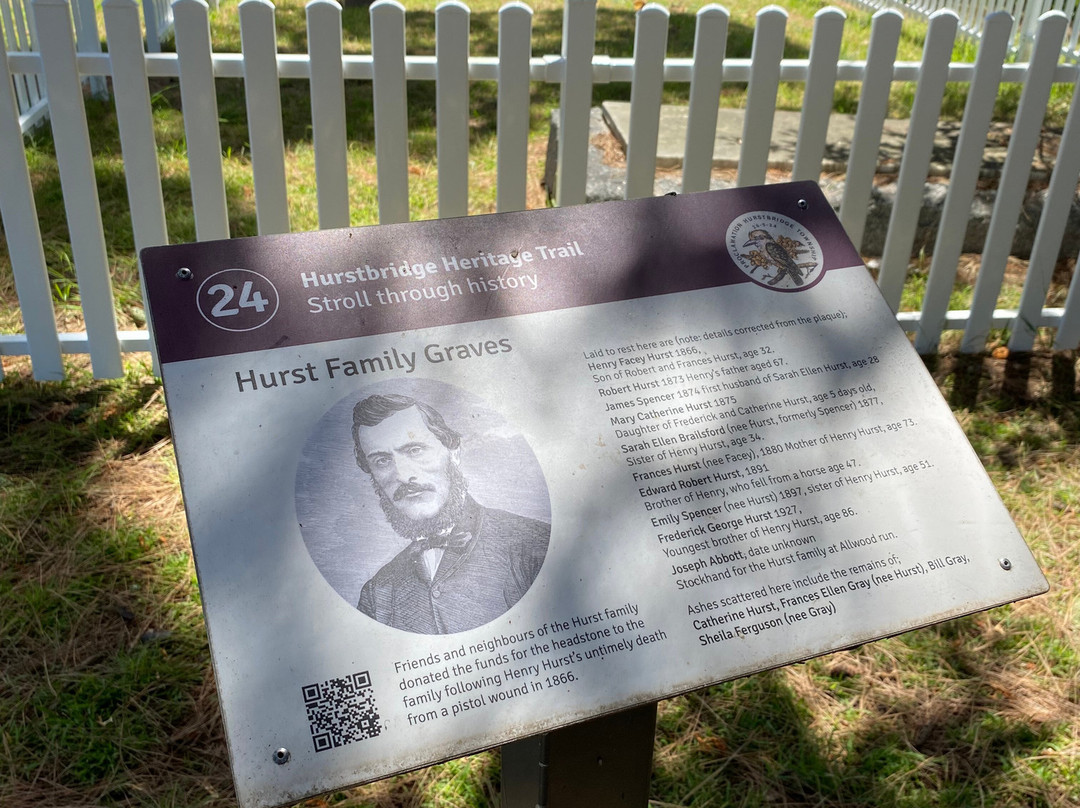 24
Hurstbridge Heritage Trail
Stroll through history
PROCLAMATION HURSTBRIDGE TOWNSHIP
Hurst Family Graves
Laid to rest here are (note: details corrected from the plaque);
Henry Facey Hurst 1866,
Son of Robert and Frances Hurst, age 32.
Robert Hurst 1873 Henry's father aged 67.
James Spencer 1874 first husband of Sarah Ellen Hurst, age 28
Mary Catherine Hurst 1875
Daughter of Frederick and Catherine Hurst, age 5 days old,
Sarah Ellen Brailsford (nee Hurst, formerly Spencer) 1877,
Sister of Henry Hurst, age 34.
Frances Hurst (nee Facey), 1880 Mother of Henry Hurst, age 73.
Edward Robert Hurst, 1891
Brother of Henry, who fell from a horse age 47.
Emily Spencer (nee Hurst) 1897, sister of Henry Hurst, age 51.
Frederick George Hurst 1927,
Youngest brother of Henry Hurst, age 86.
Joseph Abbott, date unknown
Stockhand for the Hurst family at Allwood run.
Ashes scattered here include the remains of;
Catherine Hurst, Frances Ellen Gray (nee Hurst), Bill Gray,
Sheila Ferguson (nee Gray)
Friends and neighbours of the Hurst family
donated the funds for the headstone to the
family following Henry Hurst's untimely death
from a pistol wound in 1866.